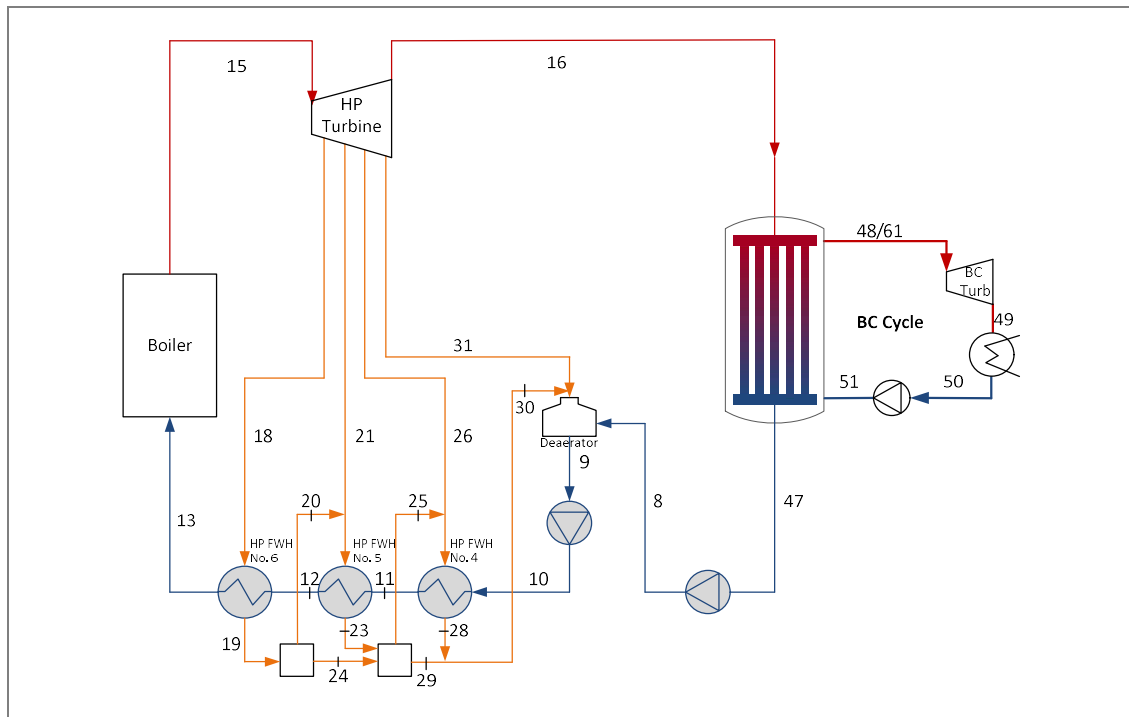 15
16
HP
Turbine
48/61
BC
Turb
49
BC Cycle
Boiler
31
51
50
30
18
21
26
Deaerator
9
20
25
8
47
13
HP FWH
No. 6
HP FWH
No. 5
HP FWH
No. 4
12
11
10
19
23
28
24
29